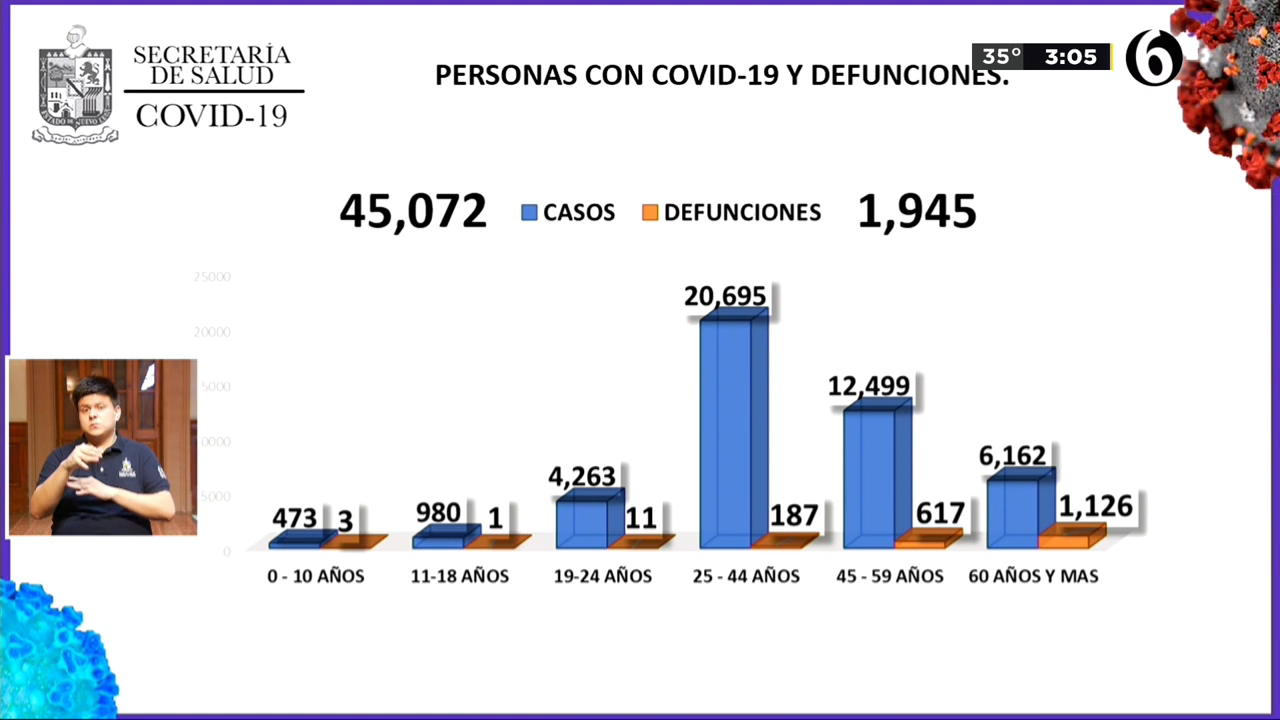 SECRETARÍA
DE SALUD
COVID-19
PERSONAS CON COVID-19 Y DEFUNCIONES.
35° 3:05 6
45,072 CASOS DEFUNCIONES 1,945
25000
20000
5000
0000
5000
0
473 3
980 1
4,263 11
20,695 187
12,499 617
6,162 1,126
0 - 10 AÑOS 11-18 AÑOS 19-24 AÑOS 25 - 44 AÑOS 45 - 59 AÑOS 60 AÑOS Y MAS